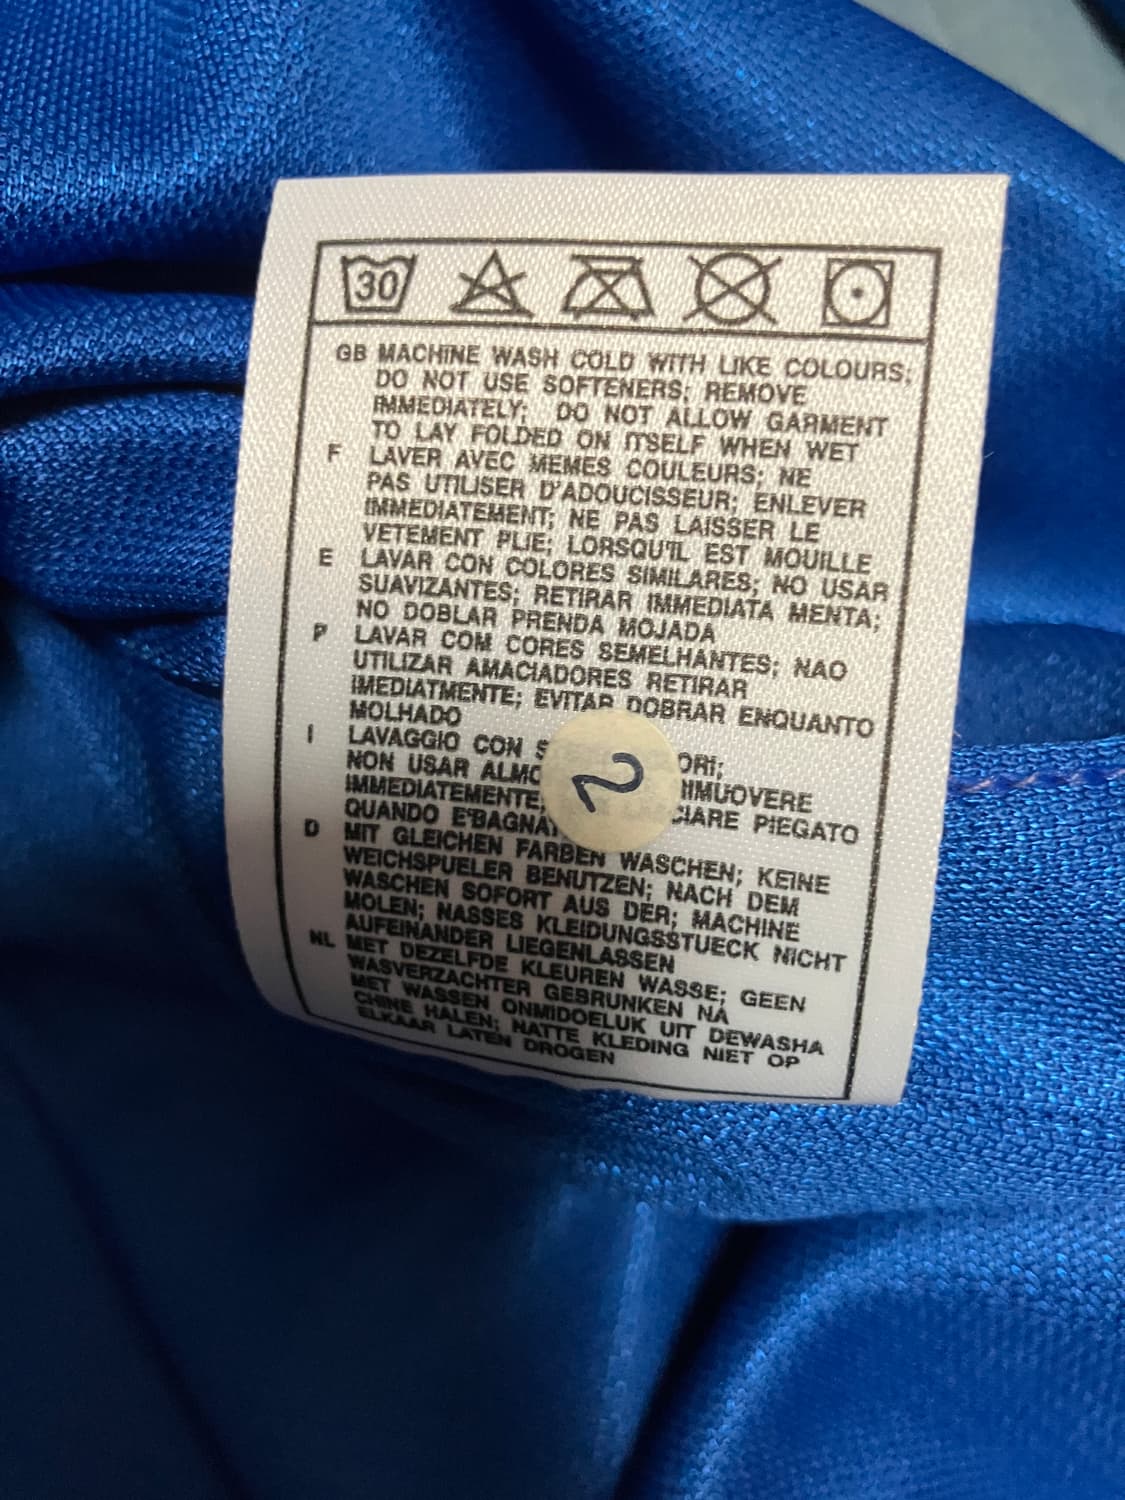 30
GB MACHINE WASH COLD WITH LIKE COLOURS;
DO NOT USE SOFTENERS; REMOVE
IMMEDIATELY; DO NOT ALLOW GARMENT
TO LAY FOLDED ON ITSELF WHEN WET
F LAVER AVEC MEMES COULEURS; NE
PAS UTILISER D'ADOUCISSEUR; ENLEVER
IMMEDIATEMENT; NE PAS LAISSER LE
VETEMENT PLIE; LORSQU'IL EST MOUILLE
E LAVAR CON COLORES SIMILARES; NO USAR
SUAVIZANTES; RETIRAR IMMEDIATA MENTA;
NO DOBLAR PRENDA MOJADA
P LAVAR COM CORES SEMELHANTES; NAO
UTILIZAR AMACIADORES RETIRAR
IMEDIATMENTE; EVITAR DOBRAR ENQUANTO
MOLHADO
I LAVAGGIO CON
NON USAR
IMMEDIATEMENTE, PIEGATO
QUANDO
2
D MIT GLEICHEN FARBEN WASCHEN; KEINE
WEICHSPUELER BENUTZEN; NACH DEM
WASCHEN SOFORT AUS DER; MACHINE
MOLEN; NASSES KLEIDUNGSSTUECK NICHT
AUFEINANDER LIEGENLASSEN
NL MET DEZELFDE KLEUREN WASSE; GEEN
WASVERZACHTER GEBRUNKEN NA
MET WASSEN ONMIDOELUK UIT DEWASHA
CHINE HALEN; NATTE KLEDING NIET OP
ELKAAR LATEN DROGEN